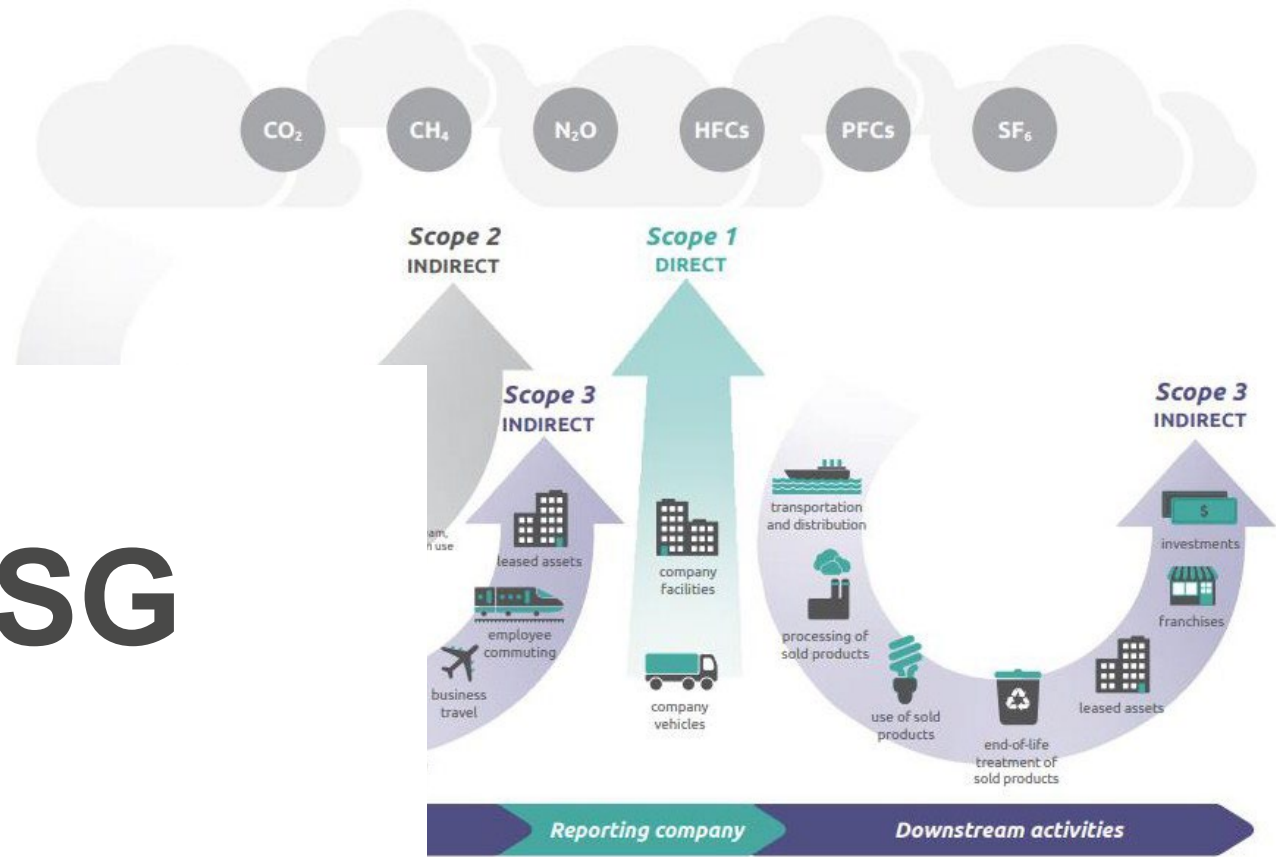 CO₂
CH₄
N₂O
HFCs
PFCs
SF₆
Scope 2
INDIRECT
Scope 1
DIRECT
Scope 3
INDIRECT
Scope 3
INDIRECT
leased assets
employee
commuting
business
travel
company
facilities
company
vehicles
transportation
and distribution
processing of
sold products
use of sold
products
end-of-life
treatment of
sold products
leased assets
franchises
investments
$
SG
Reporting company
Downstream activities